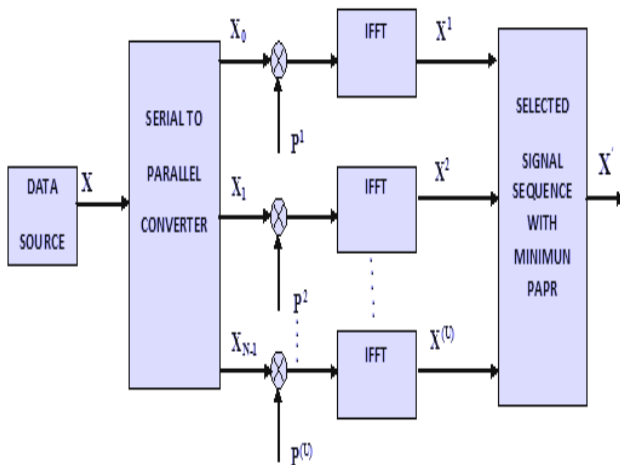 DATA
SOURCE
X
SERIAL TO
PARALLEL
CONVERTER
X₀
P¹
IFFT
X¹
X₁
P²
IFFT
X²
X_N-1
P⁽ᵁ⁾
IFFT
X⁽ᵁ⁾
SELECTED
SIGNAL
SEQUENCE
WITH
MINIMUN
PAPR
X'